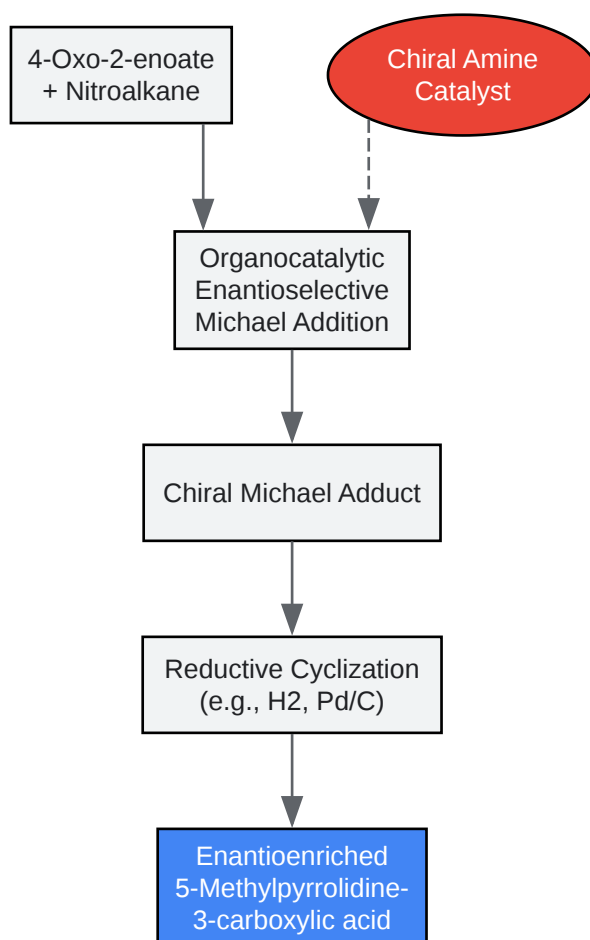 4-Oxo-2-enoate
+ Nitroalkane
Chiral Amine
Catalyst
Organocatalytic
Enantioselective
Michael Addition
Chiral Michael Adduct
Reductive Cyclization
(e.g., H2, Pd/C)
Enantioenriched
5-Methylpyrrolidine-
3-carboxylic acid